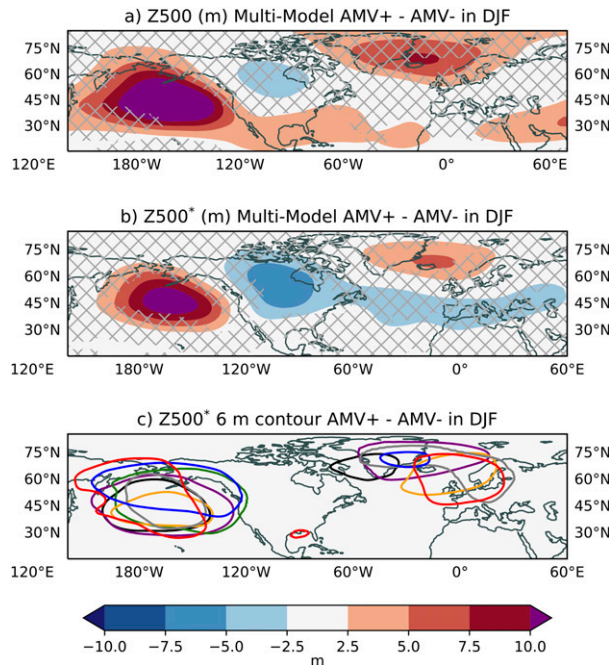 a) Z500 (m) Multi-Model AMV+ - AMV- in DJF
75°N 75°N
60°N 60°N
45°N 45°N
30°N 30°N
120°E 180°W 120°W 60°W 0° 60°E
b) Z500* (m) Multi-Model AMV+ - AMV- in DJF
75°N 75°N
60°N 60°N
45°N 45°N
30°N 30°N
120°E 180°W 120°W 60°W 0° 60°E
c) Z500* 6 m contour AMV+ - AMV- in DJF
75°N 75°N
60°N 60°N
45°N 45°N
30°N 30°N
120°E 180°W 120°W 60°W 0° 60°E
−10.0 −7.5 −5.0 −2.5 2.5 5.0 7.5 10.0
m